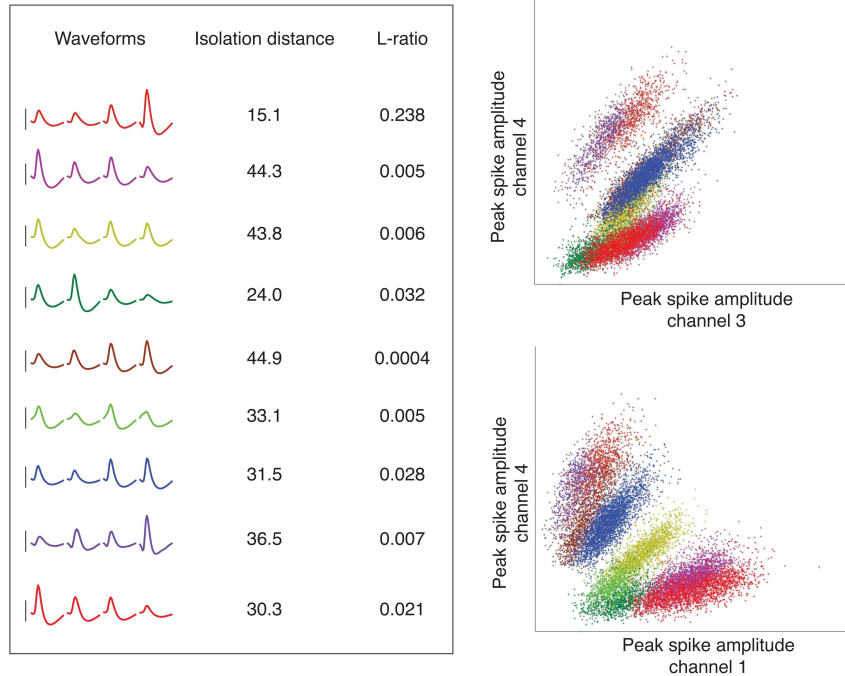 Waveforms Isolation distance L-ratio
15.1 0.238
44.3 0.005
43.8 0.006
24.0 0.032
44.9 0.0004
33.1 0.005
31.5 0.028
36.5 0.007
30.3 0.021
Peak spike amplitude
channel 4
Peak spike amplitude
channel 3
Peak spike amplitude
channel 4
Peak spike amplitude
channel 1